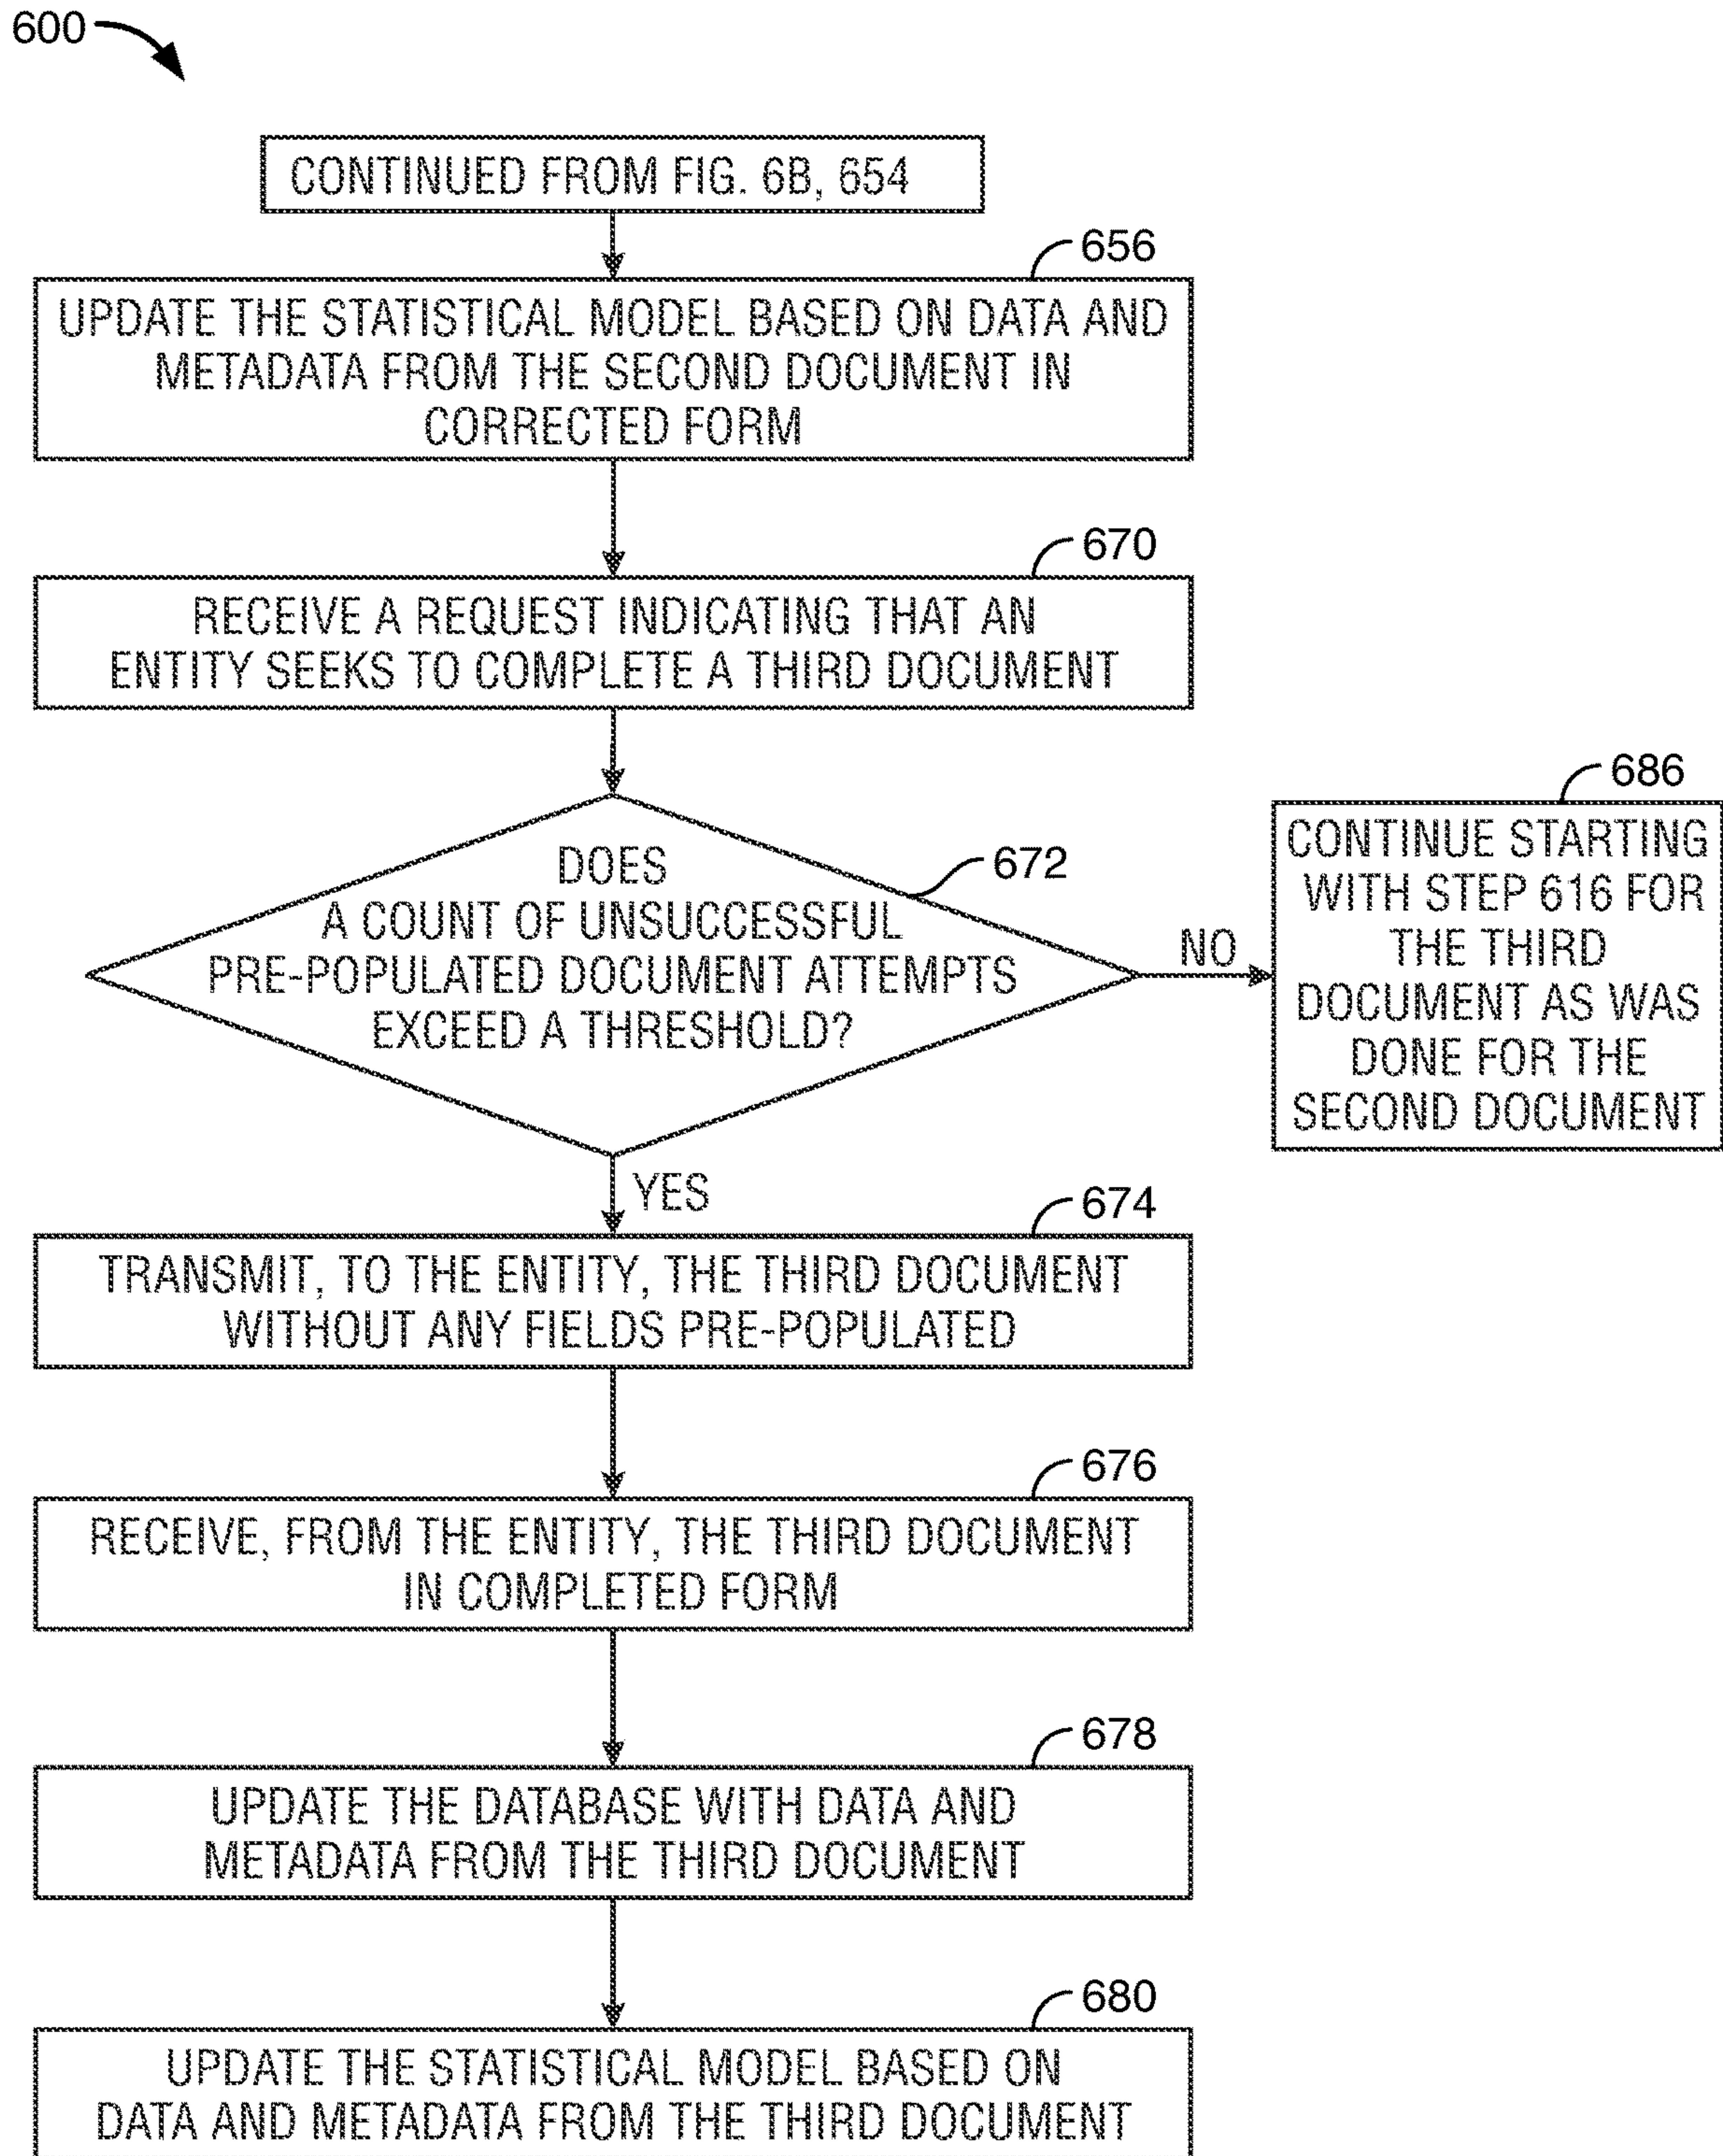 600
CONTINUED FROM FIG. 6B, 654
656
UPDATE THE STATISTICAL MODEL BASED ON DATA AND
METADATA FROM THE SECOND DOCUMENT IN
CORRECTED FORM
670
RECEIVE A REQUEST INDICATING THAT AN
ENTITY SEEKS TO COMPLETE A THIRD DOCUMENT
672
DOES
A COUNT OF UNSUCCESSFUL
PRE-POPULATED DOCUMENT ATTEMPTS
EXCEED A THRESHOLD?
NO
686
CONTINUE STARTING
WITH STEP 616 FOR
THE THIRD
DOCUMENT AS WAS
DONE FOR THE
SECOND DOCUMENT
YES
674
TRANSMIT, TO THE ENTITY, THE THIRD DOCUMENT
WITHOUT ANY FIELDS PRE-POPULATED
676
RECEIVE, FROM THE ENTITY, THE THIRD DOCUMENT
IN COMPLETED FORM
678
UPDATE THE DATABASE WITH DATA AND
METADATA FROM THE THIRD DOCUMENT
680
UPDATE THE STATISTICAL MODEL BASED ON
DATA AND METADATA FROM THE THIRD DOCUMENT